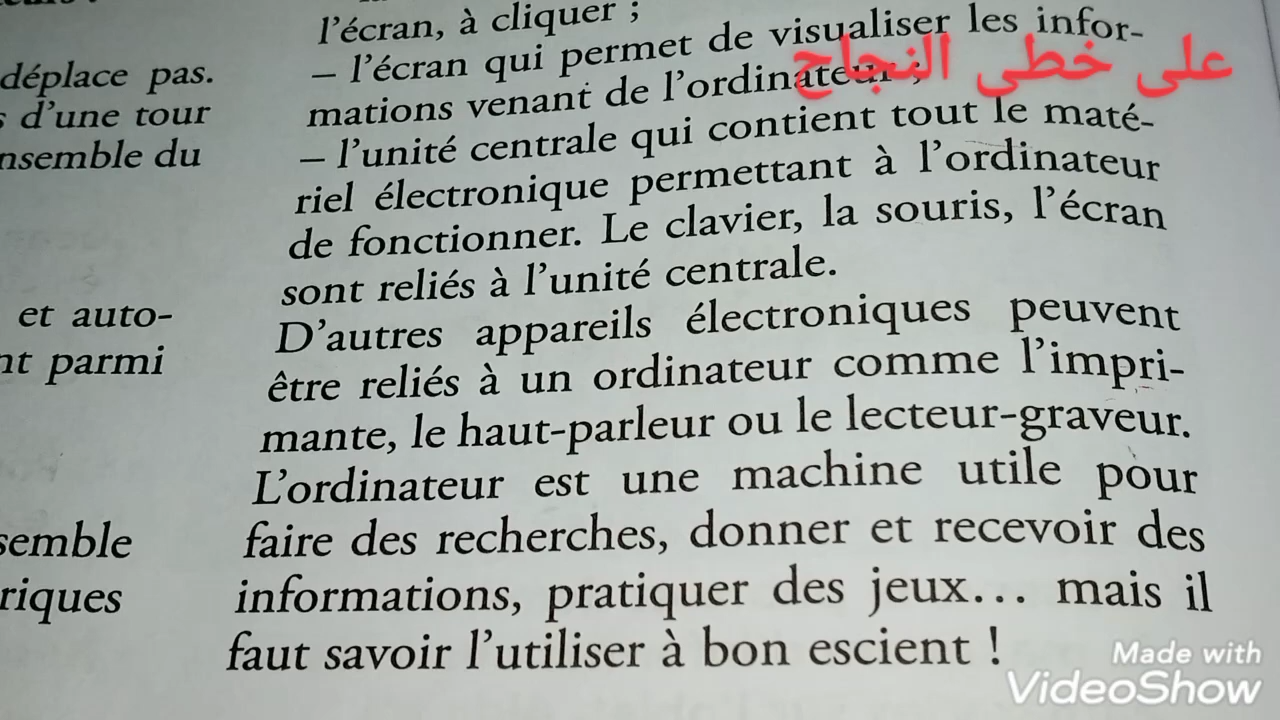 déplace pas.
d'une tour
nsemble du
et auto-
nt parmi
semble
riques
l'écran, à cliquer ;
– l'écran qui permet de visualiser les infor-
mations venant de l'ordinateur ;
– l'unité centrale qui contient tout le maté-
riel électronique permettant à l'ordinateur
de fonctionner. Le clavier, la souris, l'écran
sont reliés à l'unité centrale.
D'autres appareils électroniques peuvent
être reliés à un ordinateur comme l'impri-
mante, le haut-parleur ou le lecteur-graveur.
L'ordinateur est une machine utile pour
faire des recherches, donner et recevoir des
informations, pratiquer des jeux... mais il
faut savoir l'utiliser à bon escient !
على خطى النجاح
Made with
VideoShow